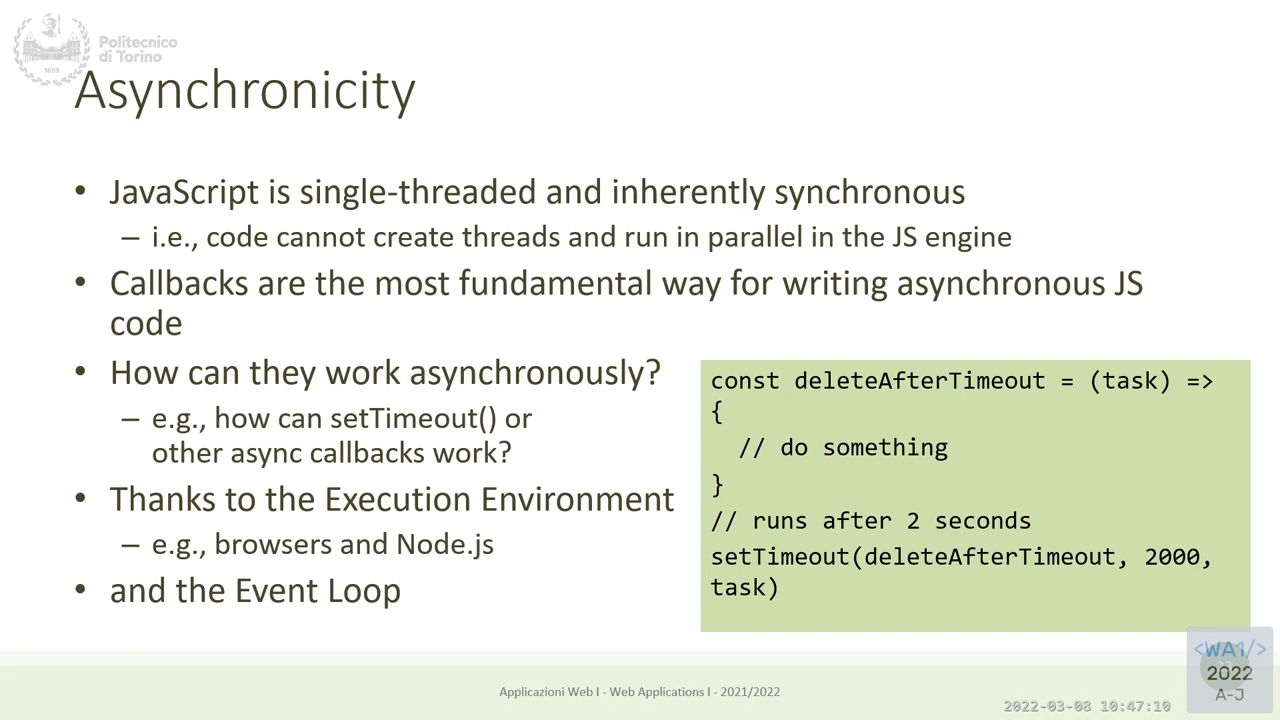 Politecnico
di Torino
1859
Asynchronicity
• JavaScript is single-threaded and inherently synchronous
– i.e., code cannot create threads and run in parallel in the JS engine
• Callbacks are the most fundamental way for writing asynchronous JS
code
• How can they work asynchronously?
– e.g., how can setTimeout() or
other async callbacks work?
• Thanks to the Execution Environment
– e.g., browsers and Node.js
• and the Event Loop
const deleteAfterTimeout = (task) =>
{
// do something
}
// runs after 2 seconds
setTimeout(deleteAfterTimeout, 2000,
task)
Applicazioni Web I - Web Applications I - 2021/2022
2022-03-08 10:47:10
<WA1/>
2022
A-J